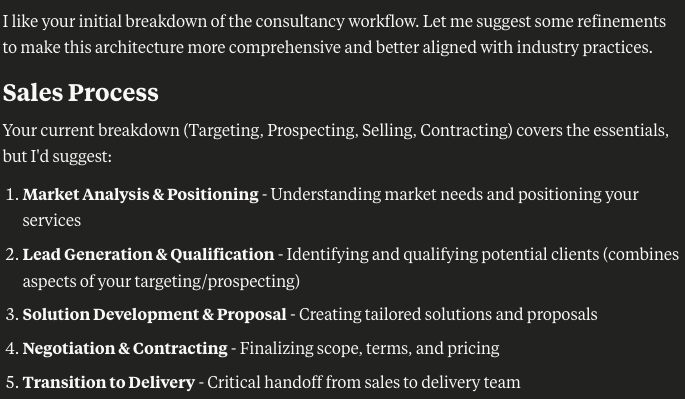 I like your initial breakdown of the consultancy workflow. Let me suggest some refinements
to make this architecture more comprehensive and better aligned with industry practices.
Sales Process
Your current breakdown (Targeting, Prospecting, Selling, Contracting) covers the essentials,
but I'd suggest:
1. Market Analysis & Positioning - Understanding market needs and positioning your
services
2. Lead Generation & Qualification - Identifying and qualifying potential clients (combines
aspects of your targeting/prospecting)
3. Solution Development & Proposal - Creating tailored solutions and proposals
4. Negotiation & Contracting - Finalizing scope, terms, and pricing
5. Transition to Delivery - Critical handoff from sales to delivery team